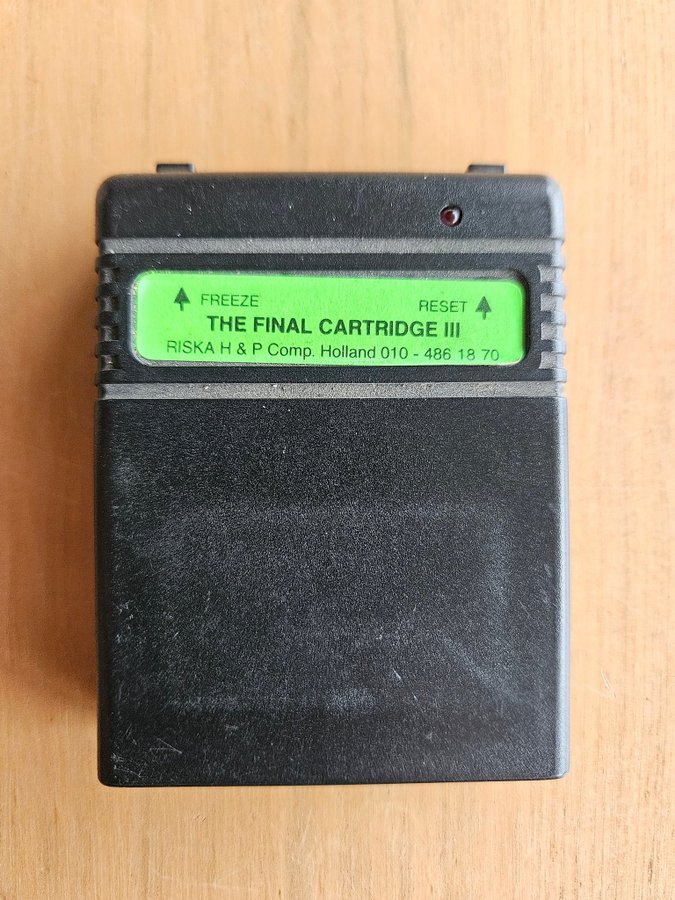 FREEZE RESET
THE FINAL CARTRIDGE III
RISKA H & P Comp. Holland 010 - 486 18 70